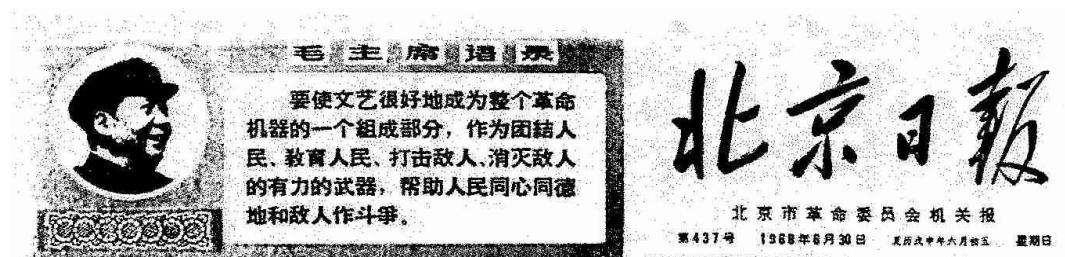 毛主席语录
要使文艺很好地成为整个革命
机器的一个組成部分，作为团結人
民、教育人民、打击敌人、消灭敌人
的有力的武器，帮助人民同心同德
地和敌人作斗爭。
北京日报
北京市革命委员会机关报
第437号 1968年6月30日 夏历戊申年六月初五 星期日